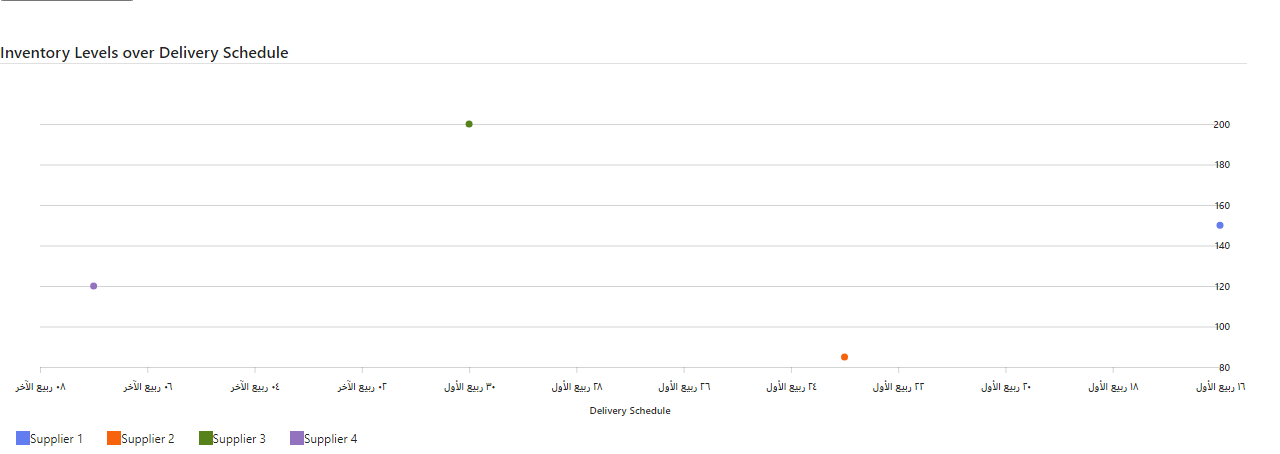 Inventory Levels over Delivery Schedule
200
180
160
140
120
100
80
١٦ ربيع الأول
١٨ ربيع الأول
٢٠ ربيع الأول
٢٢ ربيع الأول
٢٤ ربيع الأول
٢٦ ربيع الأول
٢٨ ربيع الأول
٣٠ ربيع الأول
٠٢ ربيع الآخر
٠٤ ربيع الآخر
٠٦ ربيع الآخر
٠٨ ربيع الآخر
Delivery Schedule
Supplier 1 Supplier 2 Supplier 3 Supplier 4